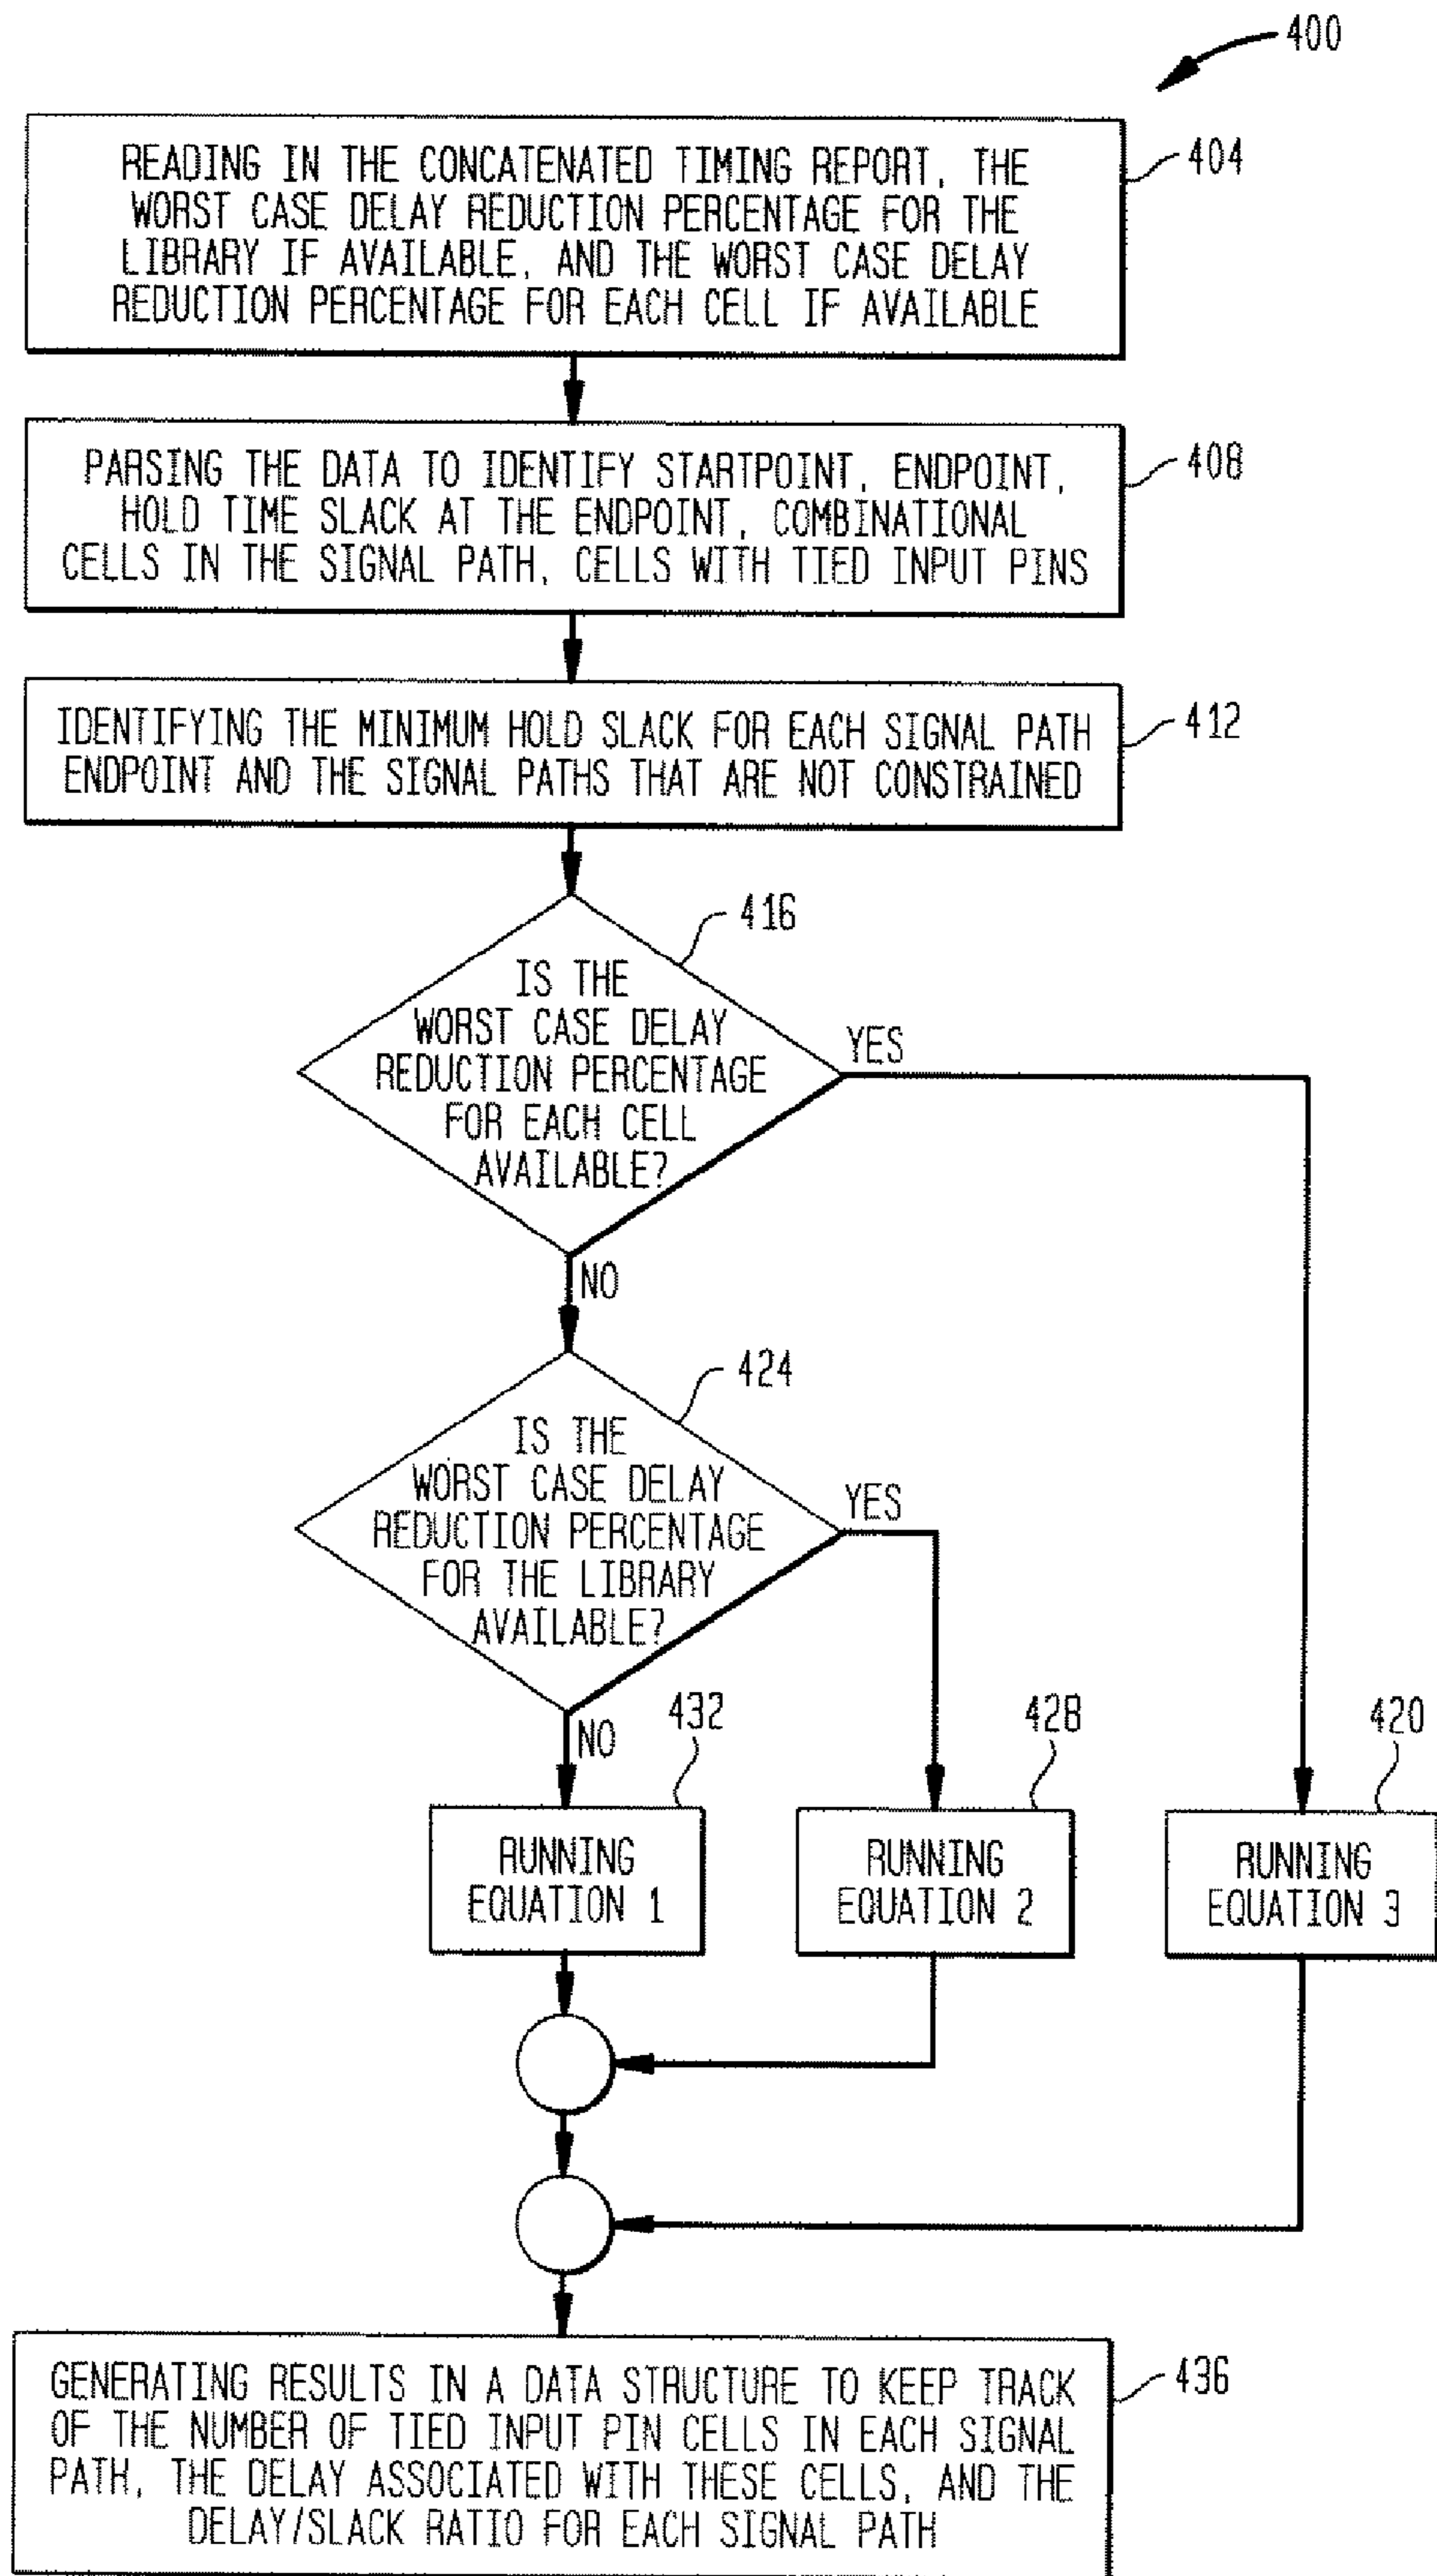 400
READING IN THE CONCATENATED TIMING REPORT, THE
WORST CASE DELAY REDUCTION PERCENTAGE FOR THE
LIBRARY IF AVAILABLE, AND THE WORST CASE DELAY
REDUCTION PERCENTAGE FOR EACH CELL IF AVAILABLE
404
PARSING THE DATA TO IDENTIFY STARTPOINT, ENDPOINT,
HOLD TIME SLACK AT THE ENDPOINT, COMBINATIONAL
CELLS IN THE SIGNAL PATH, CELLS WITH TIED INPUT PINS
408
IDENTIFYING THE MINIMUM HOLD SLACK FOR EACH SIGNAL PATH
ENDPOINT AND THE SIGNAL PATHS THAT ARE NOT CONSTRAINED
412
416
IS THE
WORST CASE DELAY
REDUCTION PERCENTAGE
FOR EACH CELL
AVAILABLE?
YES
NO
424
IS THE
WORST CASE DELAY
REDUCTION PERCENTAGE
FOR THE LIBRARY
AVAILABLE?
YES
NO
432
428
420
RUNNING
EQUATION 1
RUNNING
EQUATION 2
RUNNING
EQUATION 3
GENERATING RESULTS IN A DATA STRUCTURE TO KEEP TRACK
OF THE NUMBER OF TIED INPUT PIN CELLS IN EACH SIGNAL
PATH, THE DELAY ASSOCIATED WITH THESE CELLS, AND THE
DELAY/SLACK RATIO FOR EACH SIGNAL PATH
436